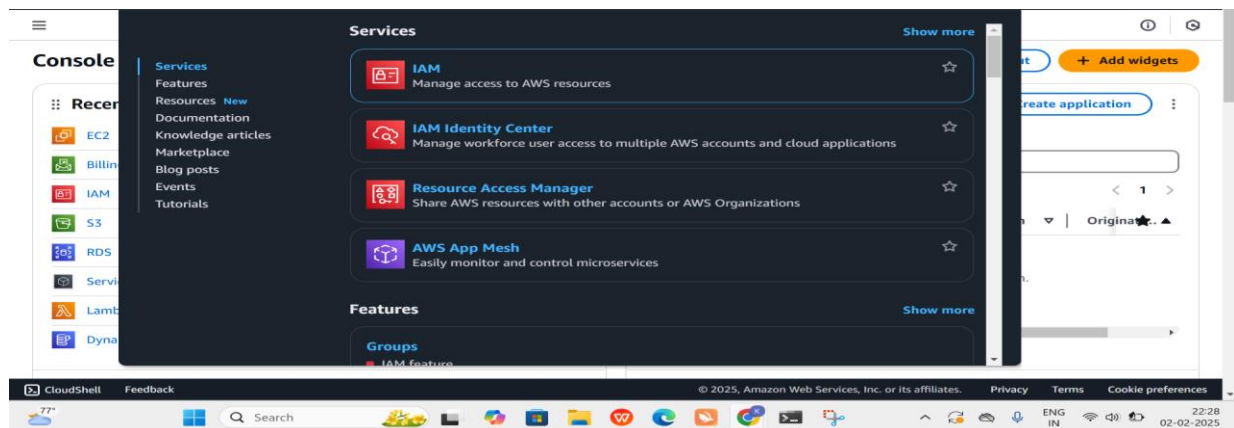 Services
Show more
Console
t
+ Add widgets
Services
Features
Resources New
Documentation
Knowledge articles
Marketplace
Blog posts
Events
Tutorials
IAM
Manage access to AWS resources
IAM Identity Center
Manage workforce user access to multiple AWS accounts and cloud applications
Resource Access Manager
Share AWS resources with other accounts or AWS Organizations
AWS App Mesh
Easily monitor and control microservices
Features
Show more
Groups
IAM feature
Recer
EC2
Billin
IAM
S3
RDS
Servi
Lamb
Dyna
reate application
< 1 >
Originat...
n.
CloudShell Feedback
© 2025, Amazon Web Services, Inc. or its affiliates. Privacy Terms Cookie preferences
77°
Search
ENG
IN
22:28
02-02-2025